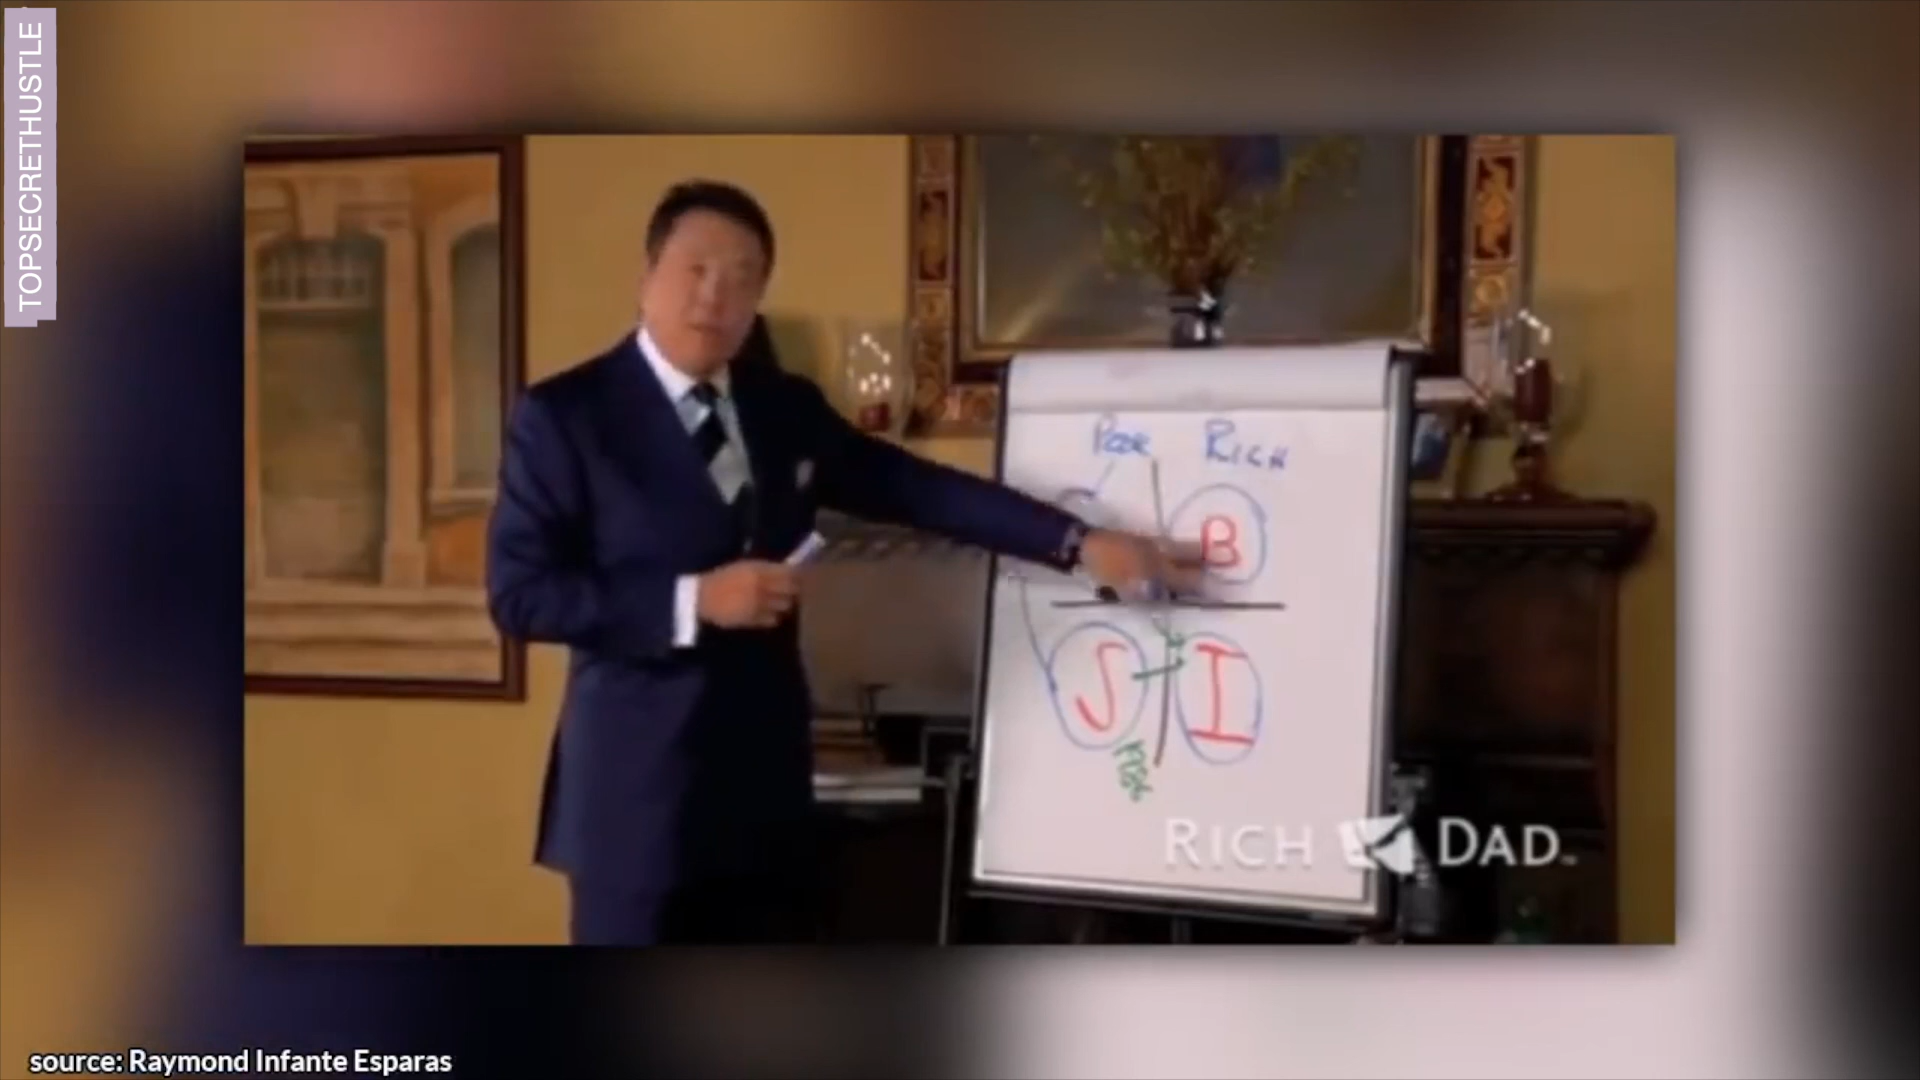 TOPSECRETHUSTLE
POOR RICH
B
S I
RICH DAD
source: Raymond Infante Esparas